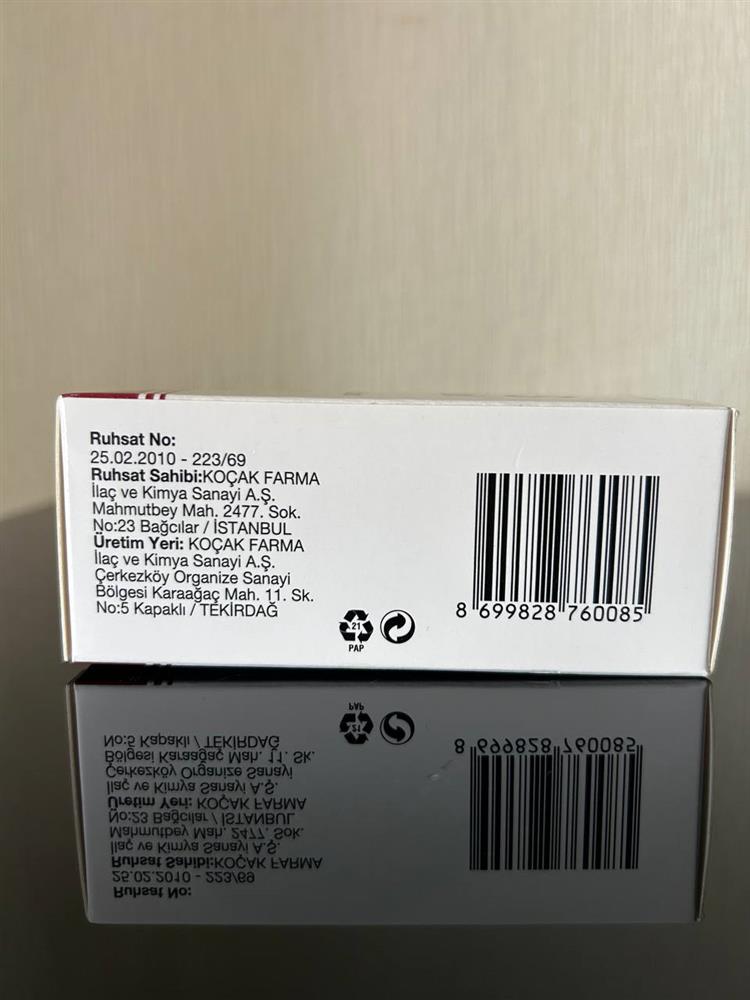 Ruhsat No:
25.02.2010 - 223/69
Ruhsat Sahibi:KOÇAK FARMA
İlaç ve Kimya Sanayi A.Ş.
Mahmutbey Mah. 2477. Sok.
No:23 Bağcılar / İSTANBUL
Üretim Yeri: KOÇAK FARMA
İlaç ve Kimya Sanayi A.Ş.
Çerkezköy Organize Sanayi
Bölgesi Karaağaç Mah. 11. Sk.
No:5 Kapaklı / TEKİRDAĞ
21
PAP
8 699828 760085